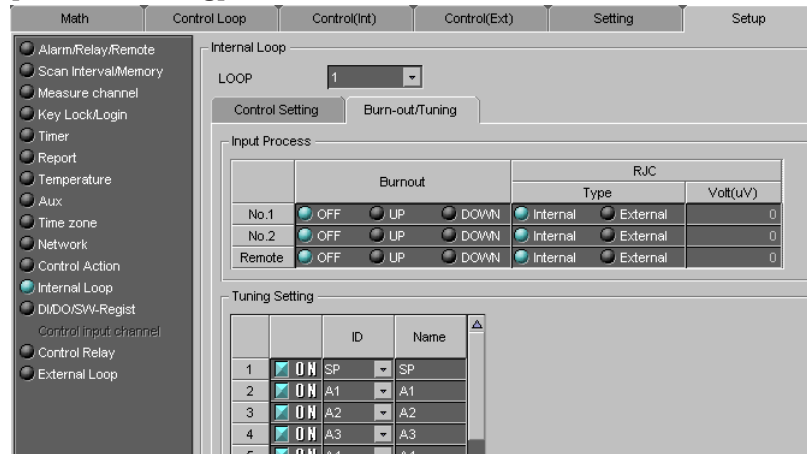 Math Control Loop Control(Int) Control(Ext) Setting Setup
Alarm/Relay/Remote
Scan Interval/Memory
Measure channel
Key Lock/Login
Timer
Report
Temperature
Aux
Time zone
Network
Control Action
Internal Loop
DI/DO/SW-Regist
Control input channel
Control Relay
External Loop
Internal Loop
LOOP 1
Control Setting Burn-out/Tuning
Input Process
Burnout RJC
Type Volt(uV)
No.1 OFF UP DOWN Internal External 0
No.2 OFF UP DOWN Internal External 0
Remote OFF UP DOWN Internal External 0
Tuning Setting
ID Name
1 ON SP SP
2 ON A1 A1
3 ON A2 A2
4 ON A3 A3